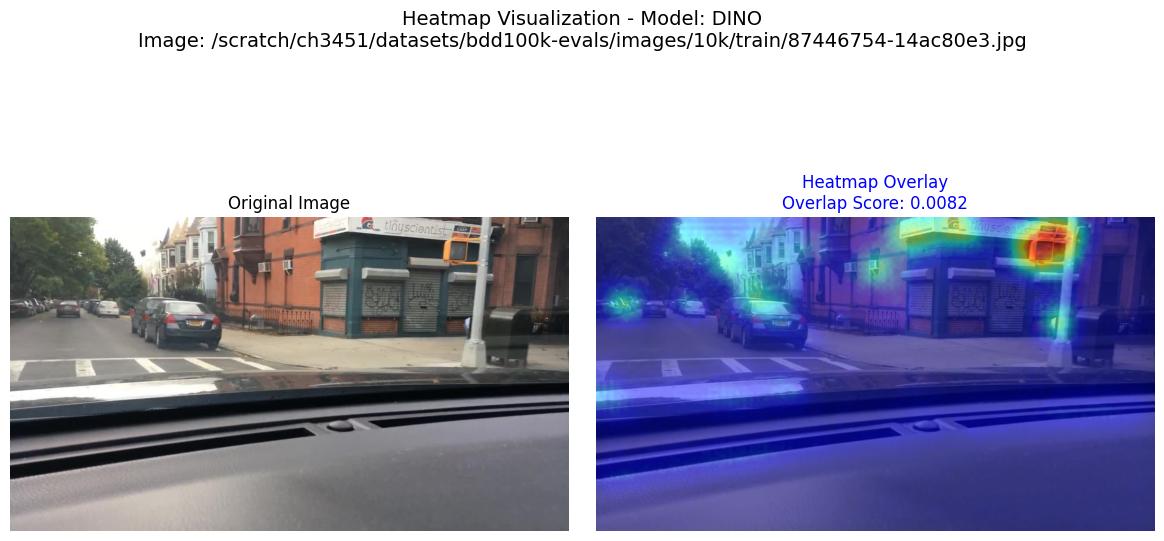 Heatmap Visualization - Model: DINO
Image: /scratch/ch3451/datasets/bdd100k-evals/images/10k/train/87446754-14ac80e3.jpg
Original Image
Heatmap Overlay
Overlap Score: 0.0082
tinyscientist
tinyscientist